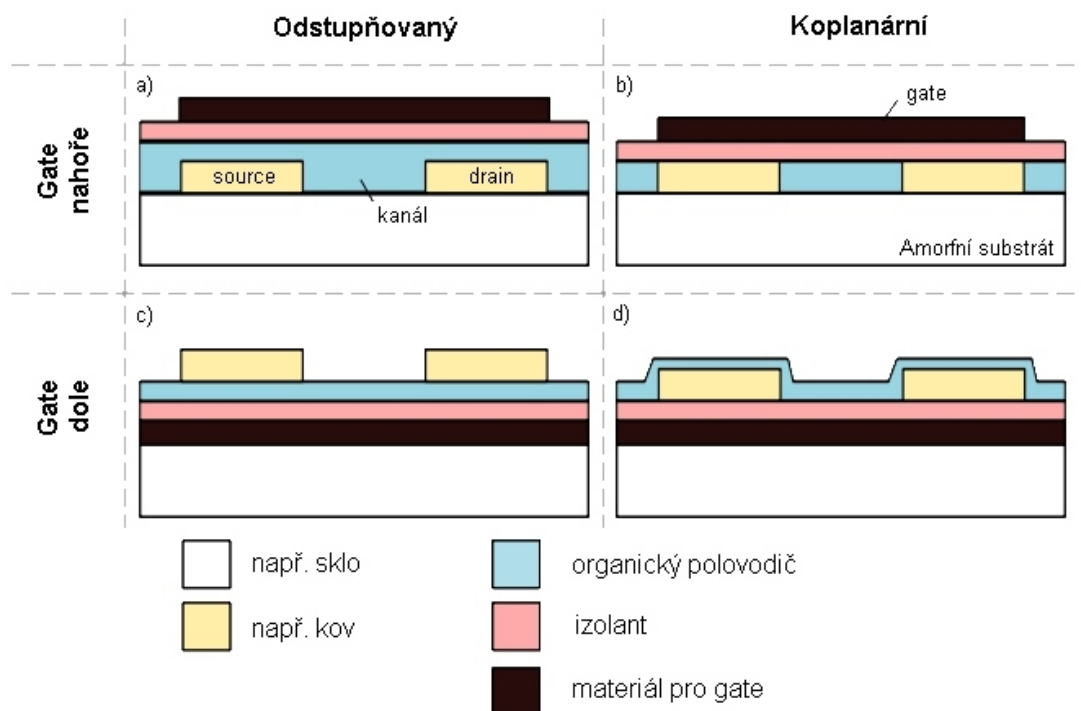 Odstupňovaný
Koplanární
Gate
nahoře
a)
source
drain
kanál
b)
gate
Amorfní substrát
Gate
dole
c)
d)
např. sklo
organický polovodič
např. kov
izolant
materiál pro gate